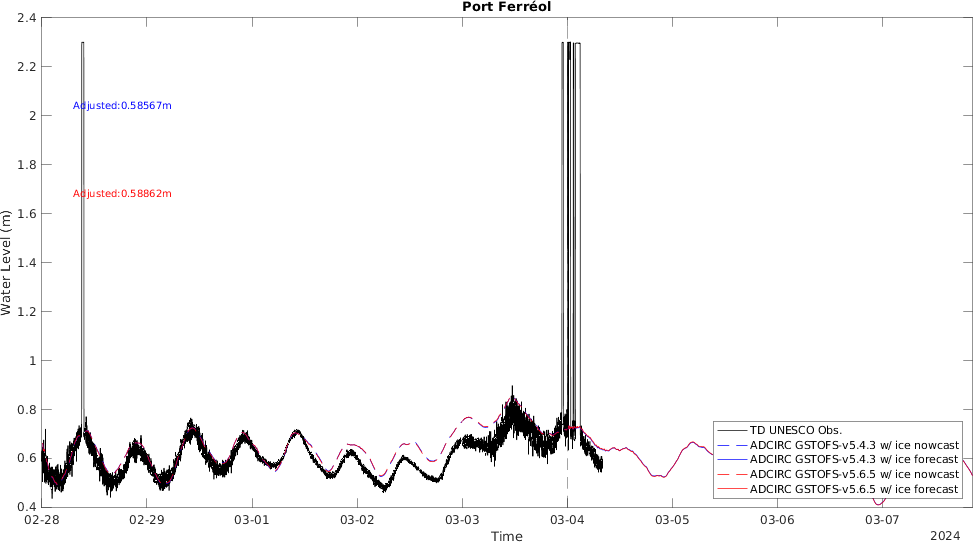 Port Ferréol
2.4
2.2
2
1.8
1.6
1.4
1.2
1
0.8
0.6
0.4
Water Level (m)
Adjusted:0.58567m
Adjusted:0.58862m
TD UNESCO Obs.
ADCIRC GSTOFS-v5.4.3 w/ ice nowcast
ADCIRC GSTOFS-v5.4.3 w/ ice forecast
ADCIRC GSTOFS-v5.6.5 w/ ice nowcast
ADCIRC GSTOFS-v5.6.5 w/ ice forecast
02-28 02-29 03-01 03-02 03-03 03-04 03-05 03-06 03-07
Time
2024